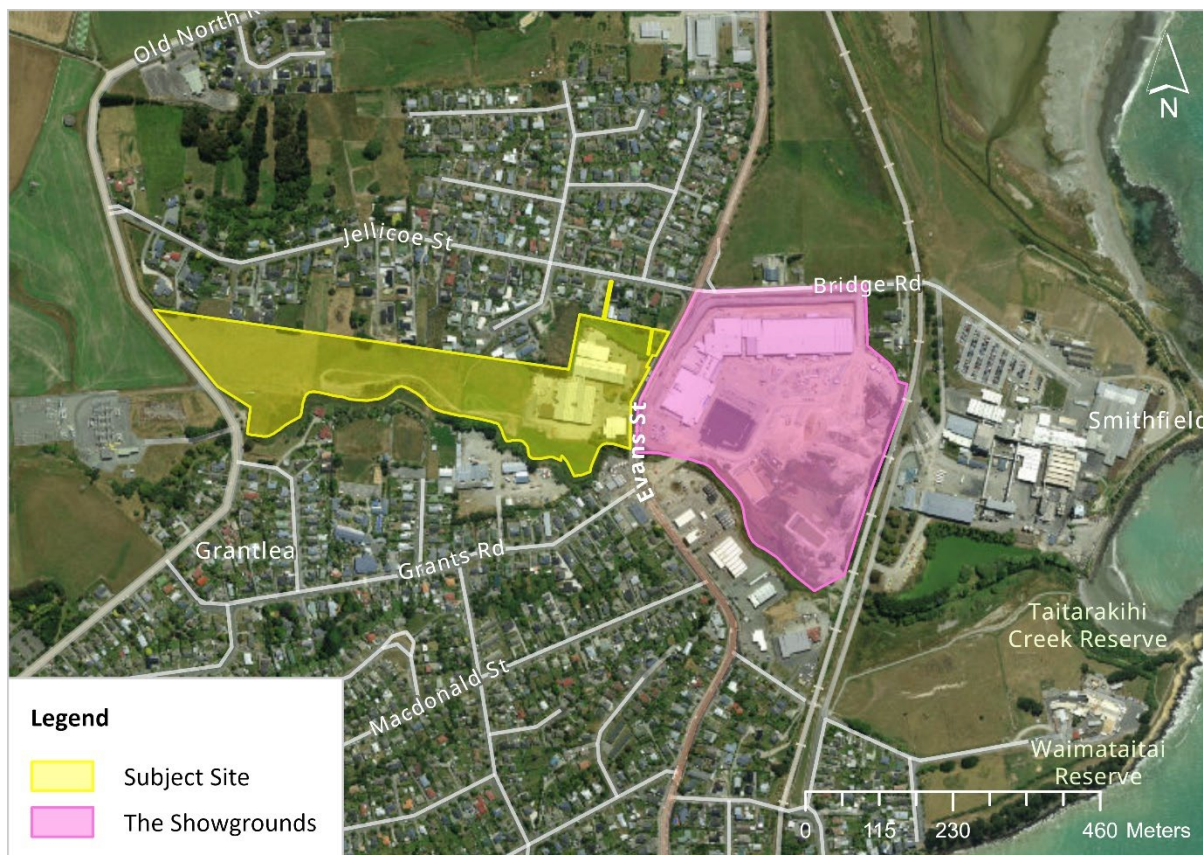 Old North R
N
Jellicoe St
Bridge Rd
Smithfield
Evans St
Grantlea
Grants Rd
Taitarakihi
Creek Reserve
Macdonald St
Waimataitai
Reserve
Legend
Subject Site
The Showgrounds
0 115 230 460 Meters